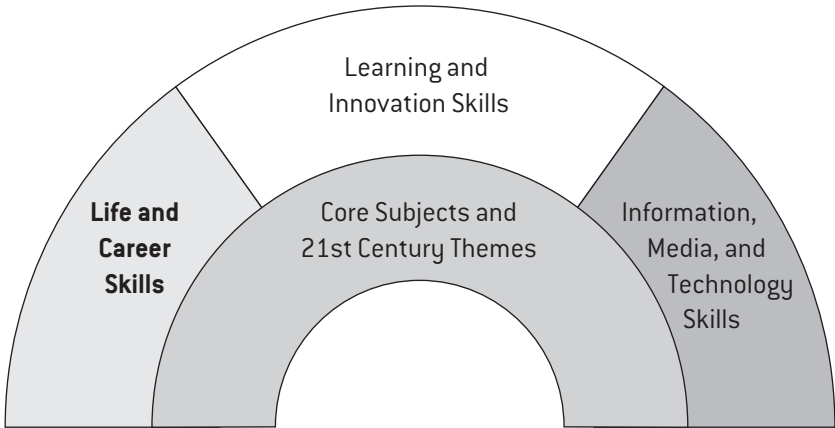 Learning and
Innovation Skills
Life and
Career
Skills
Core Subjects and
21st Century Themes
Information,
Media, and
Technology
Skills